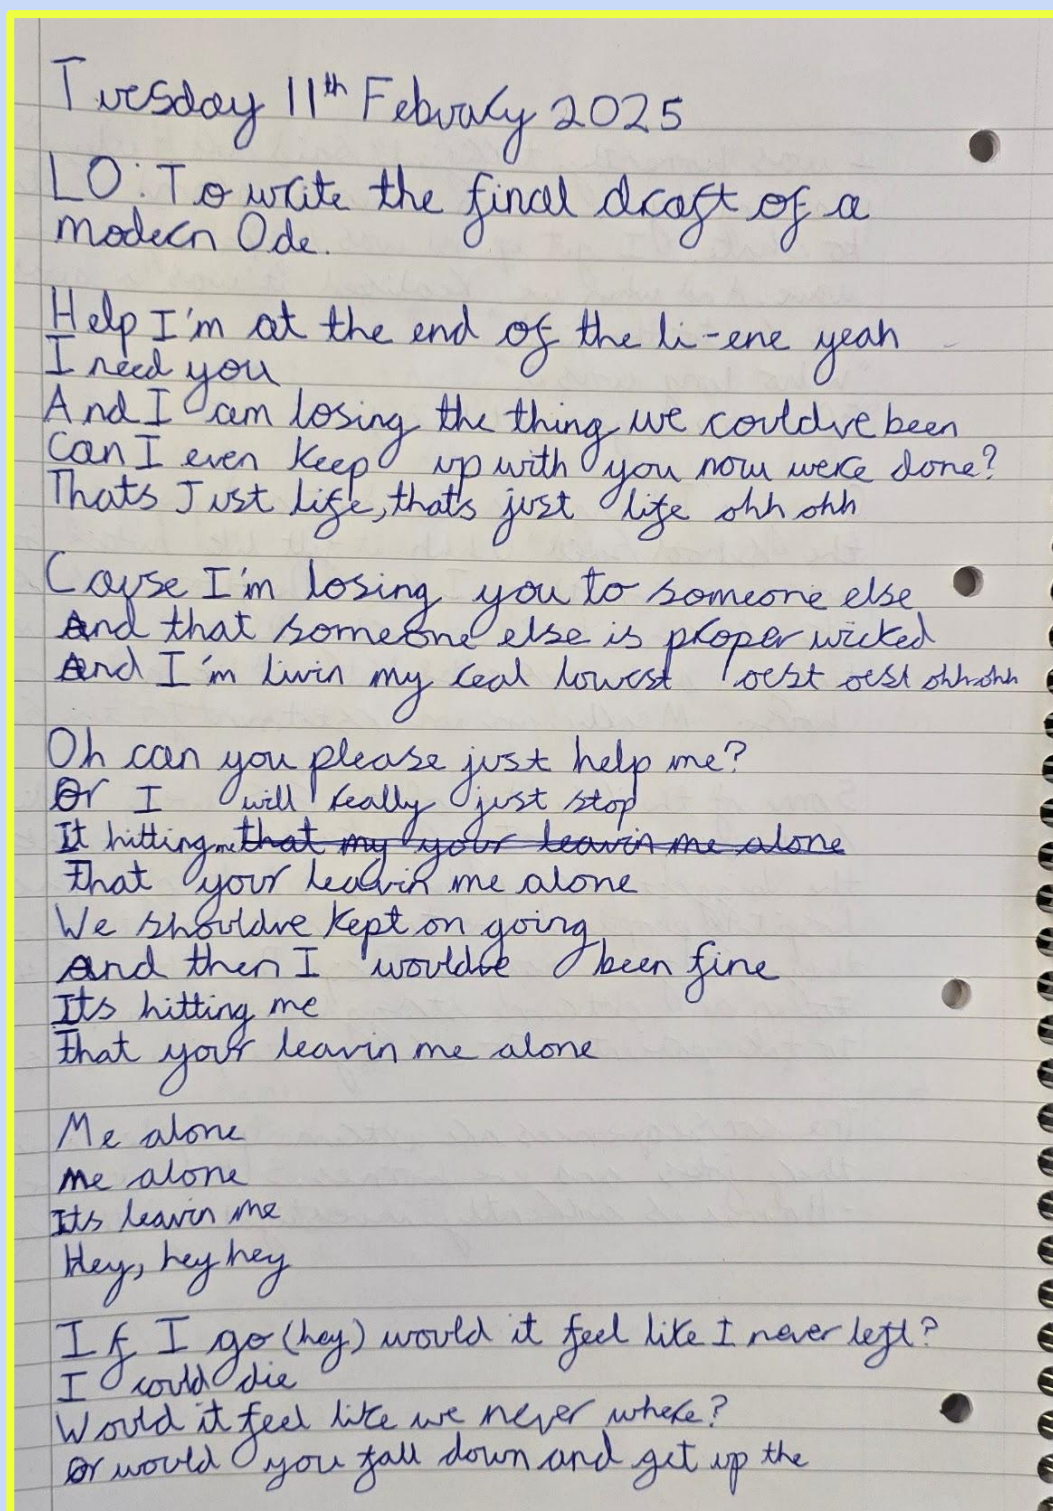 Tuesday 11th Febuary 2025
LO: To write the final draft of a
modern Ode.
Help I'm at the end of the li-ene yeah
I need you
And I am losing the thing we couldve been
Can I even keep up with you now were done?
Thats Just life, thats just life ohh ohh
Cause I'm losing you to someone else
And that someone else is proper wicked
And I'm livin my real lowest oest oest ohh ohh
Oh can you please just help me?
Or I will really just stop
It hitting me that my your leavin me alone
That your leavin me alone
We shouldve kept on going
And then I wouldve been fine
Its hitting me
That your leavin me alone
Me alone
Me alone
Its leavin me
Hey, hey hey
If I go (hey) would it feel like I never left?
I could die
Would it feel like we never where?
Or would you fall down and get up the